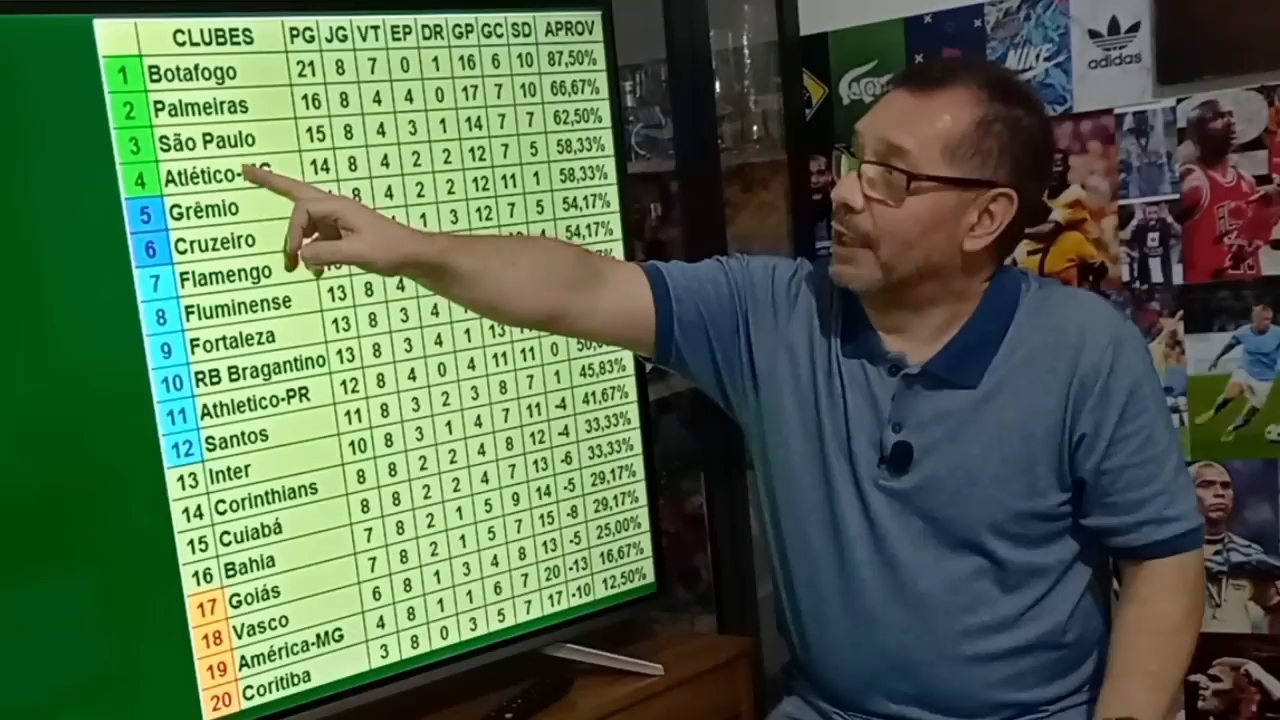 CLUBES PG JG VT EP DR GP GC SD APROV
1 Botafogo 21 8 7 0 1 16 6 10 87,50%
2 Palmeiras 16 8 4 4 0 17 7 10 66,67%
3 São Paulo 15 8 4 3 1 14 7 7 62,50%
4 Atlético- 14 8 4 2 2 12 7 5 58,33%
5 Grêmio 8 4 2 2 12 11 1 58,33%
6 Cruzeiro 1 3 12 7 5 54,17%
7 Flamengo 54,17%
8 Fluminense 13 8 4
9 Fortaleza 13 8 3 4
10 RB Bragantino 13 8 3 4 1 13
11 Athletico-PR 12 8 4 0 4 11 11 0
12 Santos 11 8 3 2 3 8 7 1 45,83%
13 Inter 10 8 3 1 4 7 11 -4 41,67%
14 Corinthians 8 8 2 2 4 8 12 -4 33,33%
15 Cuiabá 8 8 2 2 4 7 13 -6 33,33%
16 Bahia 7 8 2 1 5 9 14 -5 29,17%
17 Goiás 7 8 2 1 5 7 15 -8 29,17%
18 Vasco 6 8 1 3 4 8 13 -5 25,00%
19 América-MG 4 8 1 1 6 7 20 -13 16,67%
20 Coritiba 3 8 0 3 5 7 17 -10 12,50%
NIKE
adidas